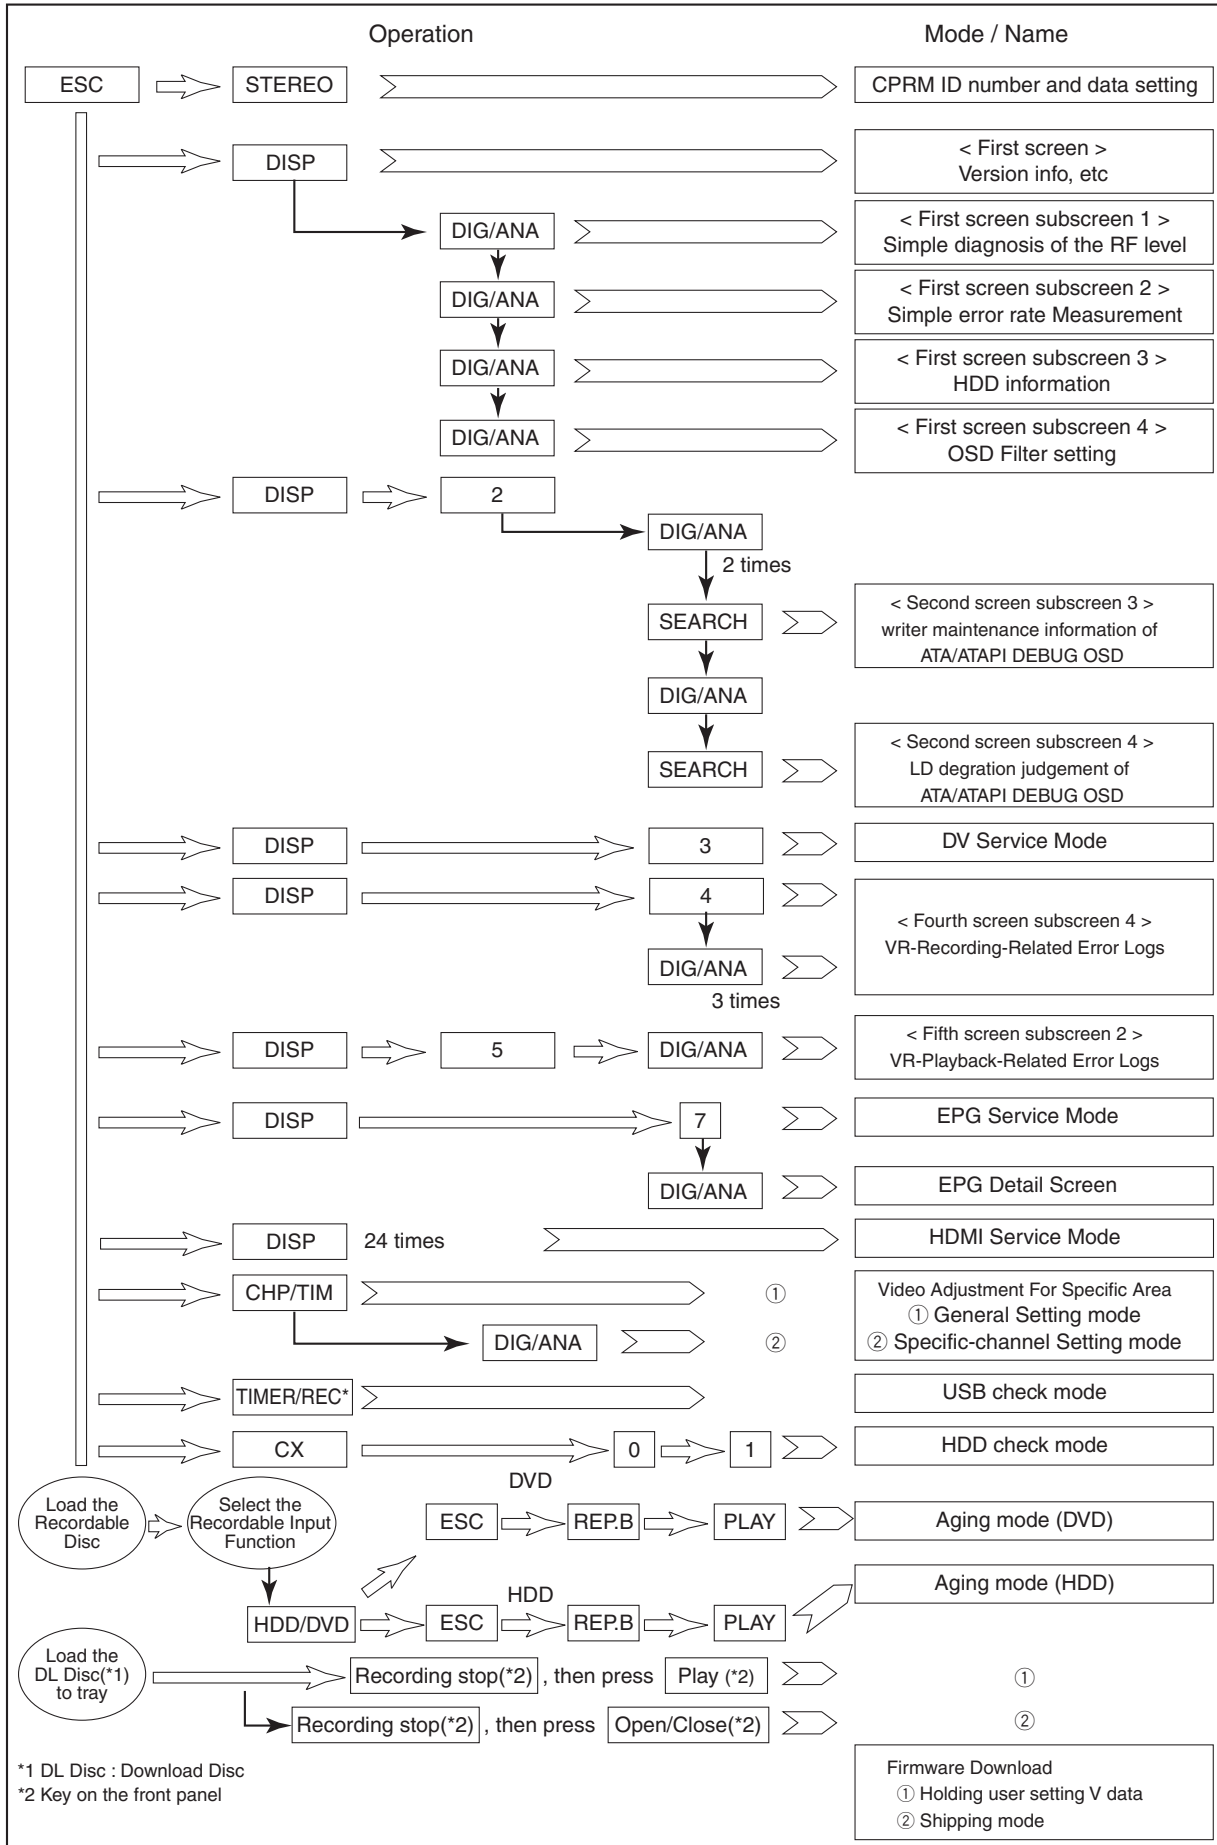 Operation
Mode / Name
ESC
STEREO
CPRM ID number and data setting
DISP
< First screen >
Version info, etc
DIG/ANA
< First screen subscreen 1 >
Simple diagnosis of the RF level
DIG/ANA
< First screen subscreen 2 >
Simple error rate Measurement
DIG/ANA
< First screen subscreen 3 >
HDD information
DIG/ANA
< First screen subscreen 4 >
OSD Filter setting
DISP
2
DIG/ANA
2 times
SEARCH
< Second screen subscreen 3 >
writer maintenance information of
ATA/ATAPI DEBUG OSD
DIG/ANA
SEARCH
< Second screen subscreen 4 >
LD degration judgement of
ATA/ATAPI DEBUG OSD
DISP
3
DV Service Mode
DISP
4
< Fourth screen subscreen 4 >
VR-Recording-Related Error Logs
DIG/ANA
3 times
DISP
5
DIG/ANA
< Fifth screen subscreen 2 >
VR-Playback-Related Error Logs
DISP
7
EPG Service Mode
DIG/ANA
EPG Detail Screen
DISP
24 times
HDMI Service Mode
CHP/TIM
①
Video Adjustment For Specific Area
① General Setting mode
② Specific-channel Setting mode
DIG/ANA
②
TIMER/REC*
USB check mode
CX
0
1
HDD check mode
Load the
Recordable
Disc
Select the
Recordable Input
Function
DVD
ESC
REP.B
PLAY
Aging mode (DVD)
HDD/DVD
HDD
ESC
REP.B
PLAY
Aging mode (HDD)
Load the
DL Disc(*1)
to tray
Recording stop(*2) , then press Play (*2)
①
Recording stop(*2) , then press Open/Close(*2)
②
*1 DL Disc : Download Disc
*2 Key on the front panel
Firmware Download
① Holding user setting V data
② Shipping mode